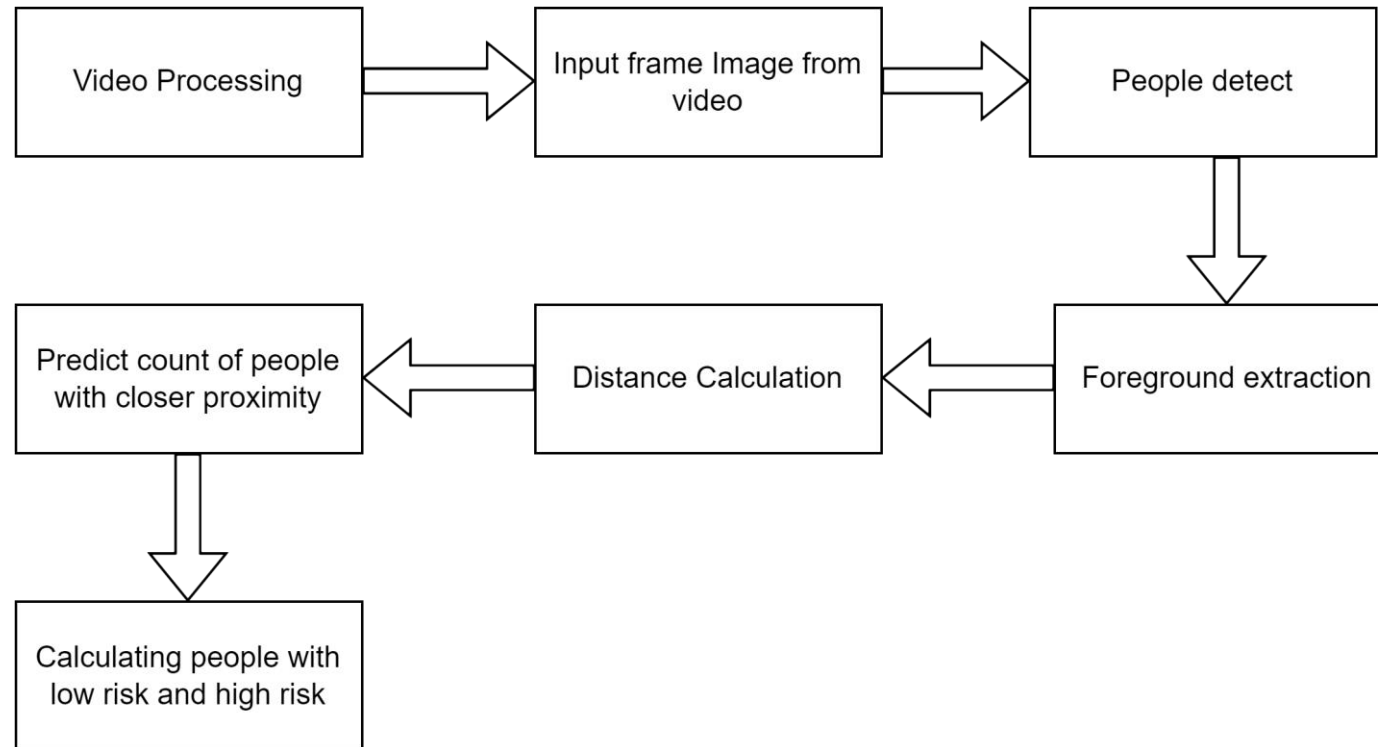 Video Processing
Input frame Image from
video
People detect
Foreground extraction
Distance Calculation
Predict count of people
with closer proximity
Calculating people with
low risk and high risk